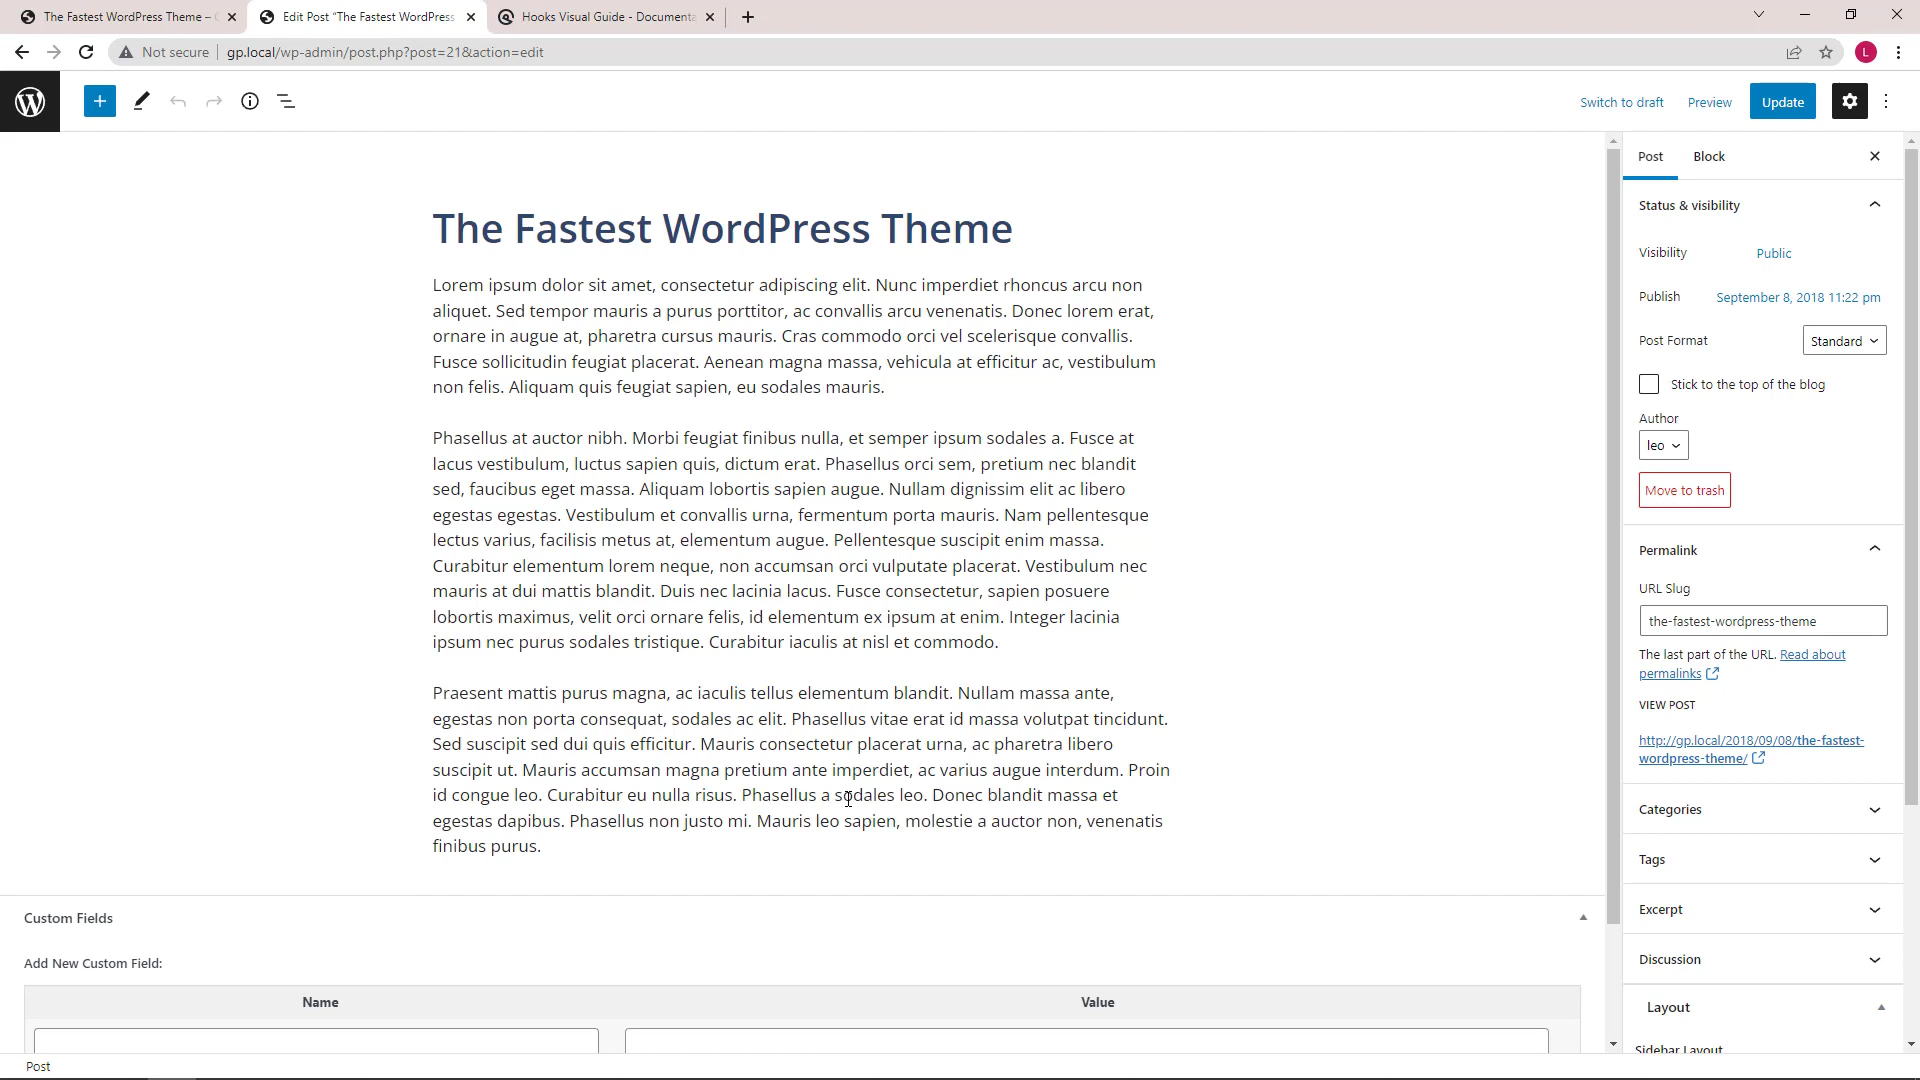 The Fastest WordPress Theme –
Edit Post "The Fastest WordPress
Hooks Visual Guide - Documenta
Not secure
gp.local/wp-admin/post.php?post=21&action=edit
L
Switch to draft
Preview
Update
Post
Block
The Fastest WordPress Theme
Lorem ipsum dolor sit amet, consectetur adipiscing elit. Nunc imperdiet rhoncus arcu non
aliquet. Sed tempor mauris a purus porttitor, ac convallis arcu venenatis. Donec lorem erat,
ornare in augue at, pharetra cursus mauris. Cras commodo orci vel scelerisque convallis.
Fusce sollicitudin feugiat placerat. Aenean magna massa, vehicula at efficitur ac, vestibulum
non felis. Aliquam quis feugiat sapien, eu sodales mauris.
Phasellus at auctor nibh. Morbi feugiat finibus nulla, et semper ipsum sodales a. Fusce at
lacus vestibulum, luctus sapien quis, dictum erat. Phasellus orci sem, pretium nec blandit
sed, faucibus eget massa. Aliquam lobortis sapien augue. Nullam dignissim elit ac libero
egestas egestas. Vestibulum et convallis urna, fermentum porta mauris. Nam pellentesque
lectus varius, facilisis metus at, elementum augue. Pellentesque suscipit enim massa.
Curabitur elementum lorem neque, non accumsan orci vulputate placerat. Vestibulum nec
mauris at dui mattis blandit. Duis nec lacinia lacus. Fusce consectetur, sapien posuere
lobortis maximus, velit orci ornare felis, id elementum ex ipsum at enim. Integer lacinia
ipsum nec purus sodales tristique. Curabitur iaculis at nisl et commodo.
Praesent mattis purus magna, ac iaculis tellus elementum blandit. Nullam massa ante,
egestas non porta consequat, sodales ac elit. Phasellus vitae erat id massa volutpat tincidunt.
Sed suscipit sed dui quis efficitur. Mauris consectetur placerat urna, ac pharetra libero
suscipit ut. Mauris accumsan magna pretium ante imperdiet, ac varius augue interdum. Proin
id congue leo. Curabitur eu nulla risus. Phasellus a sodales leo. Donec blandit massa et
egestas dapibus. Phasellus non justo mi. Mauris leo sapien, molestie a auctor non, venenatis
finibus purus.
Status & visibility
Visibility
Public
Publish
September 8, 2018 11:22 pm
Post Format
Standard
Stick to the top of the blog
Author
leo
Move to trash
Permalink
URL Slug
the-fastest-wordpress-theme
The last part of the URL. Read about
permalinks
VIEW POST
http://gp.local/2018/09/08/the-fastest-
wordpress-theme/
Categories
Tags
Excerpt
Discussion
Layout
Sidebar Layout
Custom Fields
Add New Custom Field:
Name
Value
Post